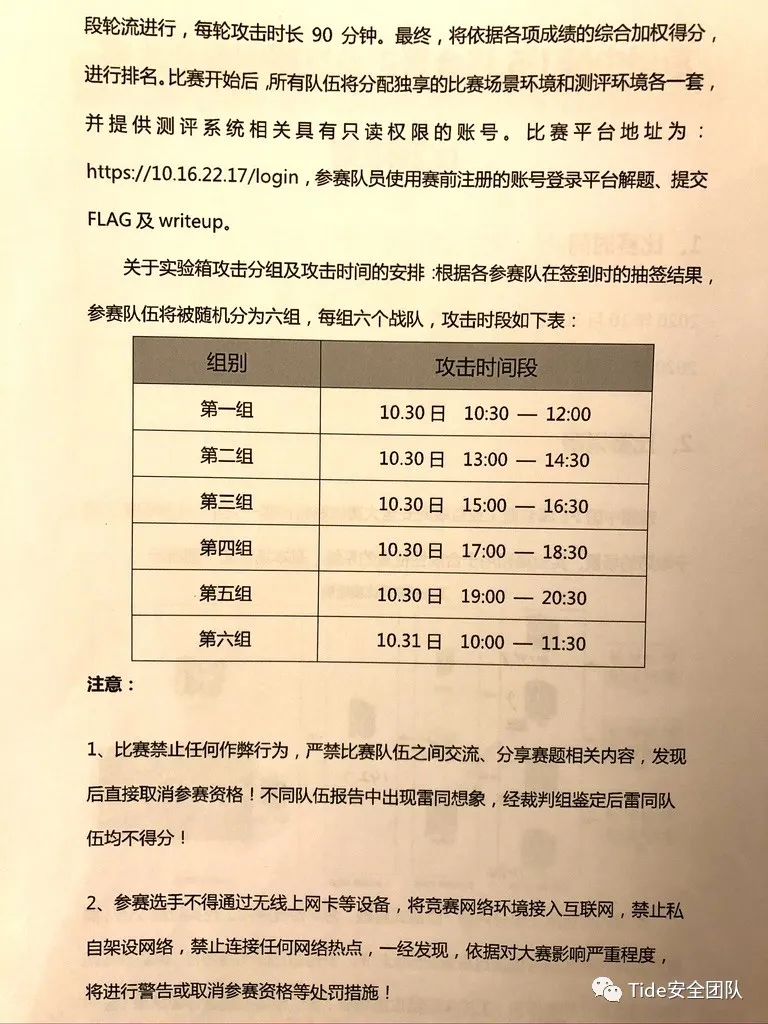 段轮流进行，每轮攻击时长 90 分钟。最终，将依据各项成绩的综合加权得分，
进行排名。比赛开始后，所有队伍将分配独享的比赛场景环境和测评环境各一套，
并提供测评系统相关具有只读权限的账号。比赛平台地址为：
https://10.16.22.17/login，参赛队员使用赛前注册的账号登录平台解题、提交
FLAG 及 writeup。
关于实验箱攻击分组及攻击时间的安排：根据各参赛队在签到时的抽签结果，
参赛队伍将被随机分为六组，每组六个战队，攻击时段如下表：
组别 攻击时间段
第一组 10.30 日 10:30 — 12:00
第二组 10.30 日 13:00 — 14:30
第三组 10.30 日 15:00 — 16:30
第四组 10.30 日 17:00 — 18:30
第五组 10.30 日 19:00 — 20:30
第六组 10.31 日 10:00 — 11:30
注意：
1、比赛禁止任何作弊行为，严禁比赛队伍之间交流、分享赛题相关内容，发现
后直接取消参赛资格！不同队伍报告中出现雷同想象，经裁判组鉴定后雷同队
伍均不得分！
2、参赛选手不得通过无线上网卡等设备，将竞赛网络环境接入互联网，禁止私
自架设网络，禁止连接任何网络热点，一经发现，依据对大赛影响严重程度，
将进行警告或取消参赛资格等处罚措施！
Tide安全团队